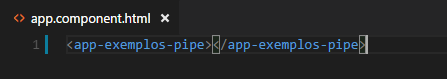 <> app.component.html ×
1 <app-exemplos-pipe></app-exemplos-pipe>